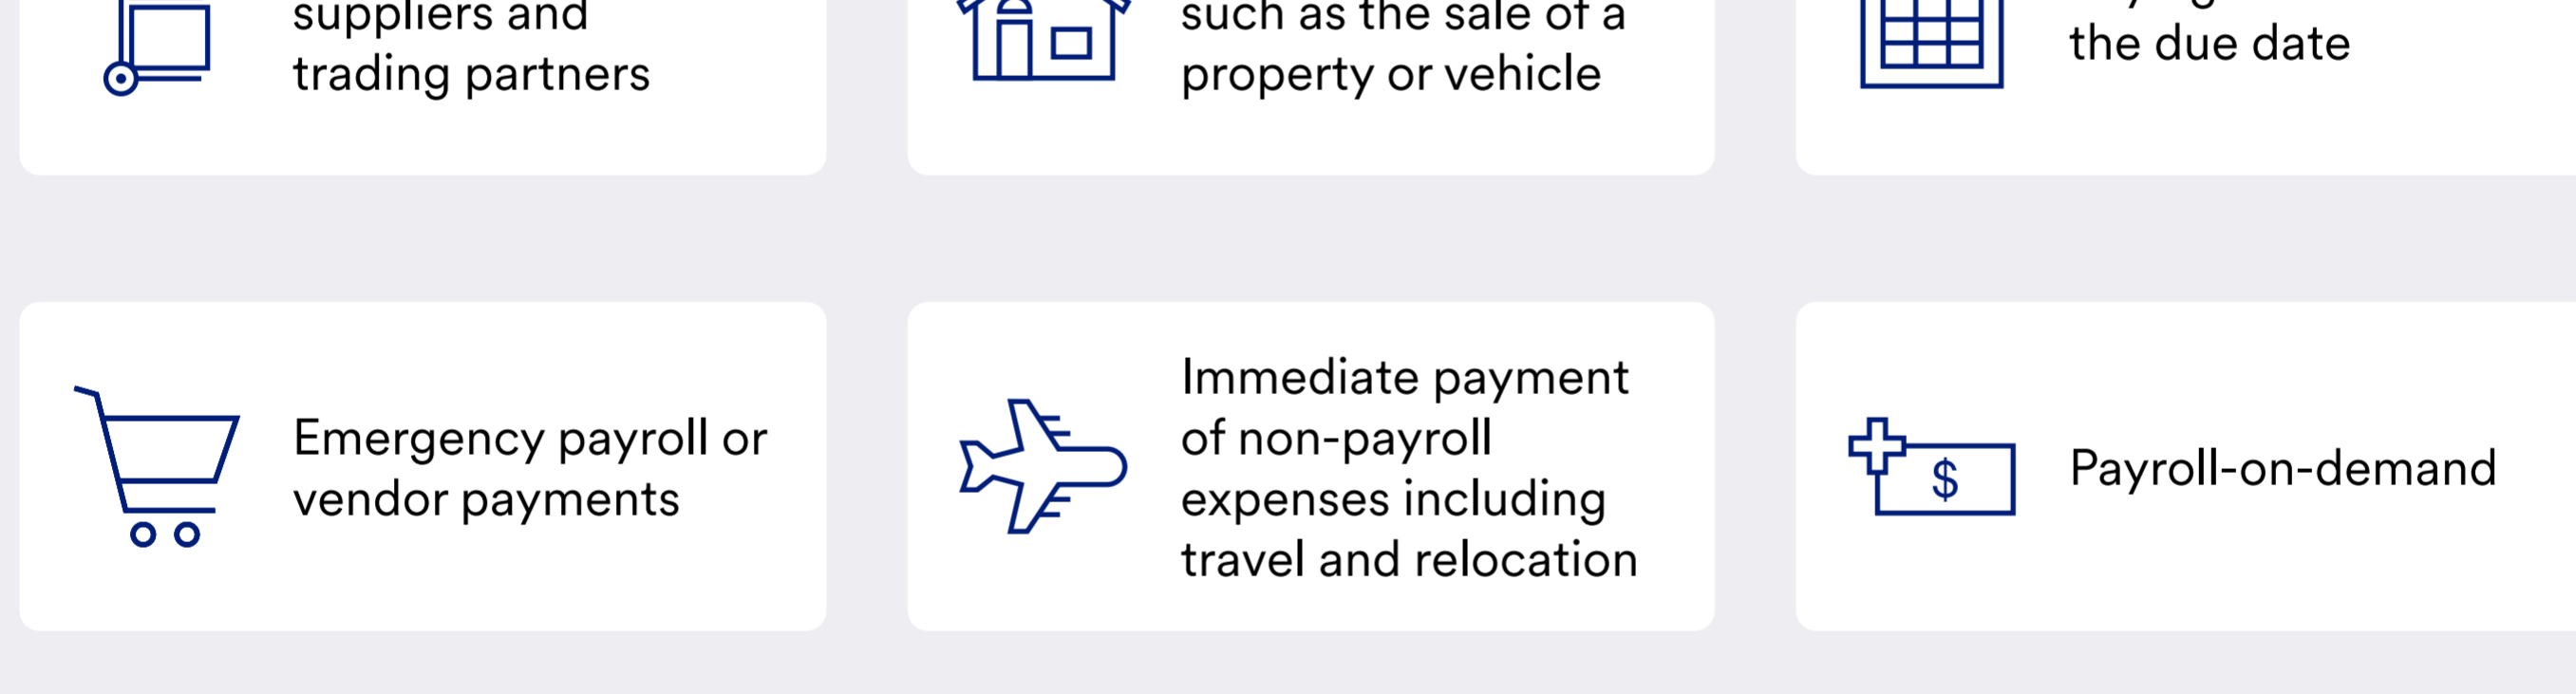 suppliers and
trading partners
such as the sale of a
property or vehicle
the due date
Emergency payroll or
vendor payments
Immediate payment
of non-payroll
expenses including
travel and relocation
$
Payroll-on-demand